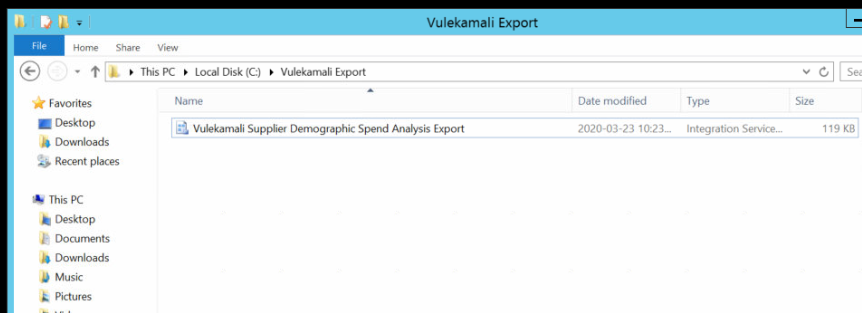 Vulekamali Export
File Home Share View
This PC Local Disk (C:) Vulekamali Export
Favorites
Desktop
Downloads
Recent places
This PC
Desktop
Documents
Downloads
Music
Pictures
Name Date modified Type Size
Vulekamali Supplier Demographic Spend Analysis Export 2020-03-23 10:23... Integration Service... 119 KB